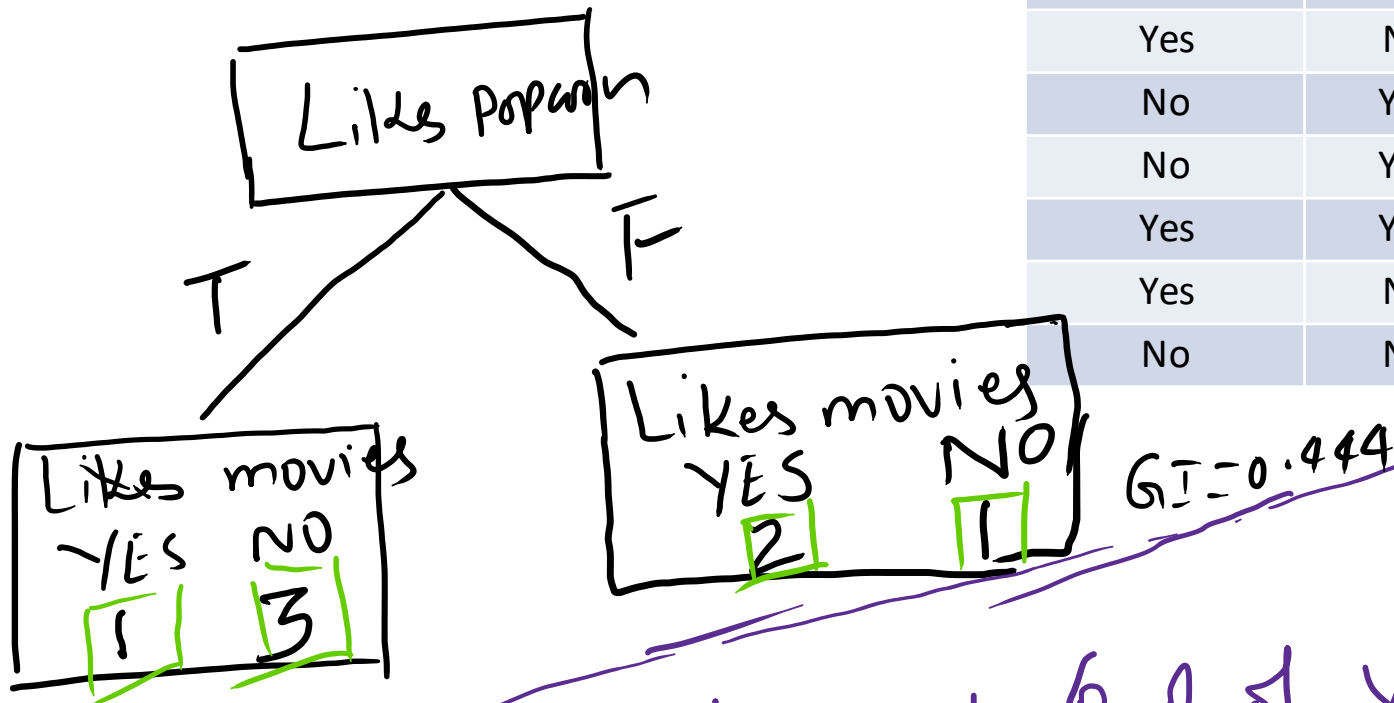 Likes Popcorn
T
F
Likes movies
YES NO
1 3
Likes movies
YES NO
2 1
GI=0.444
Yes
No
No
Yes
Yes
No